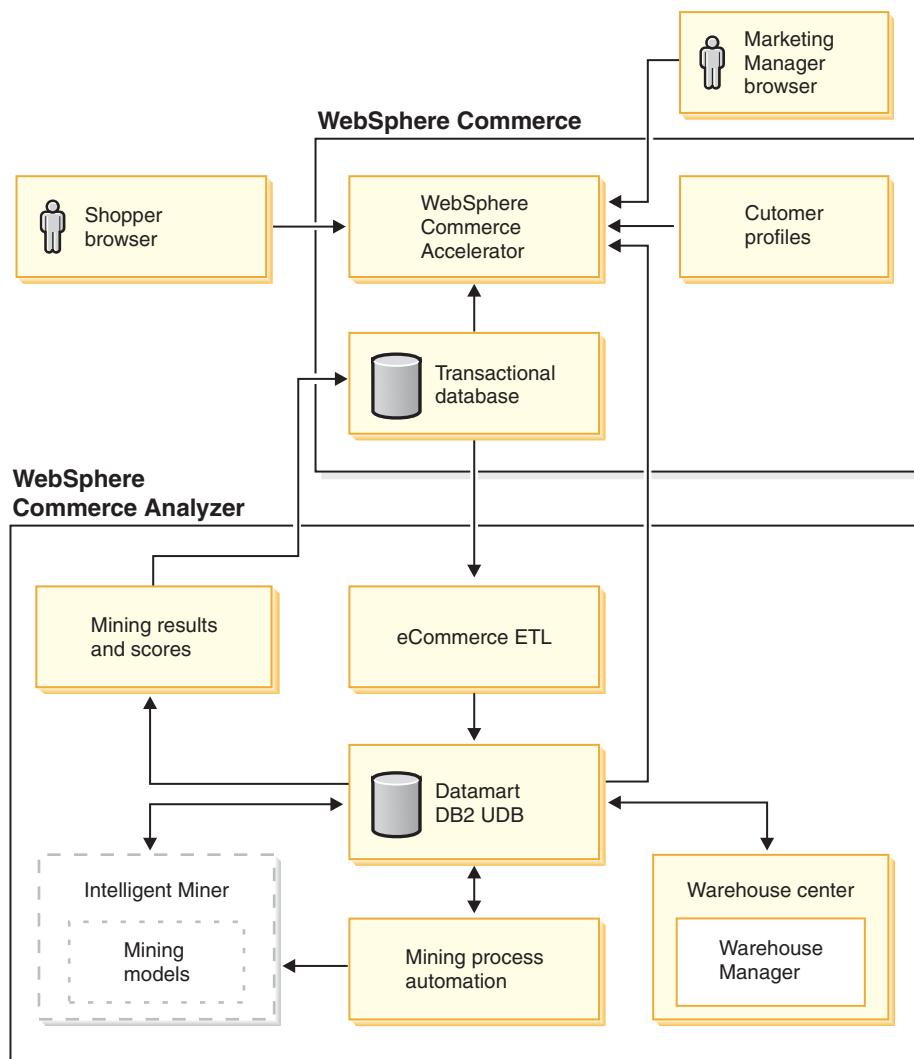 Marketing
Manager
browser
WebSphere Commerce
Shopper
browser
WebSphere
Commerce
Accelerator
Cutomer
profiles
Transactional
database
WebSphere
Commerce Analyzer
Mining results
and scores
eCommerce ETL
Datamart
DB2 UDB
Intelligent Miner
Mining
models
Mining process
automation
Warehouse center
Warehouse
Manager